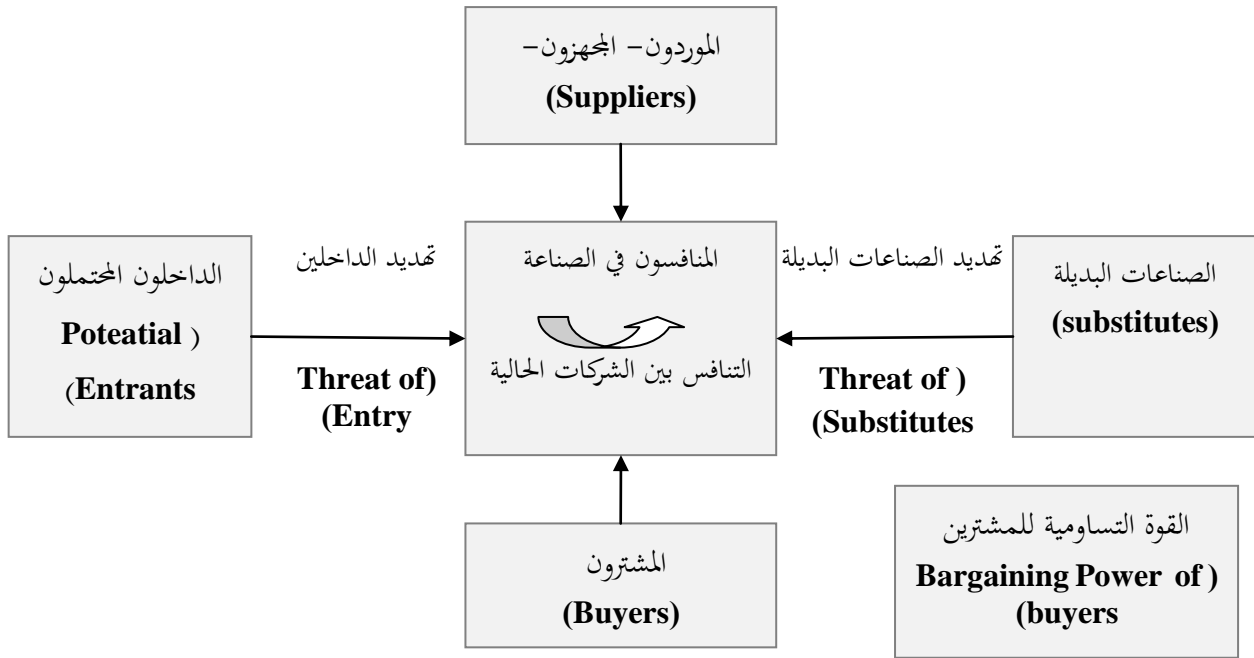 الموردون– المجهزون–
(Suppliers)
المنافسون في الصناعة
التنافس بين الشركات الحالية
تهديد الصناعات البديلة
Threat of )
(Substitutes
الصناعات البديلة
(substitutes)
تهديد الداخلين
Threat of)
(Entry
الداخلون المحتملون
Poteatial )
(Entrants
المشترون
(Buyers)
القوة التساومية للمشترين
Bargaining Power of )
(buyers